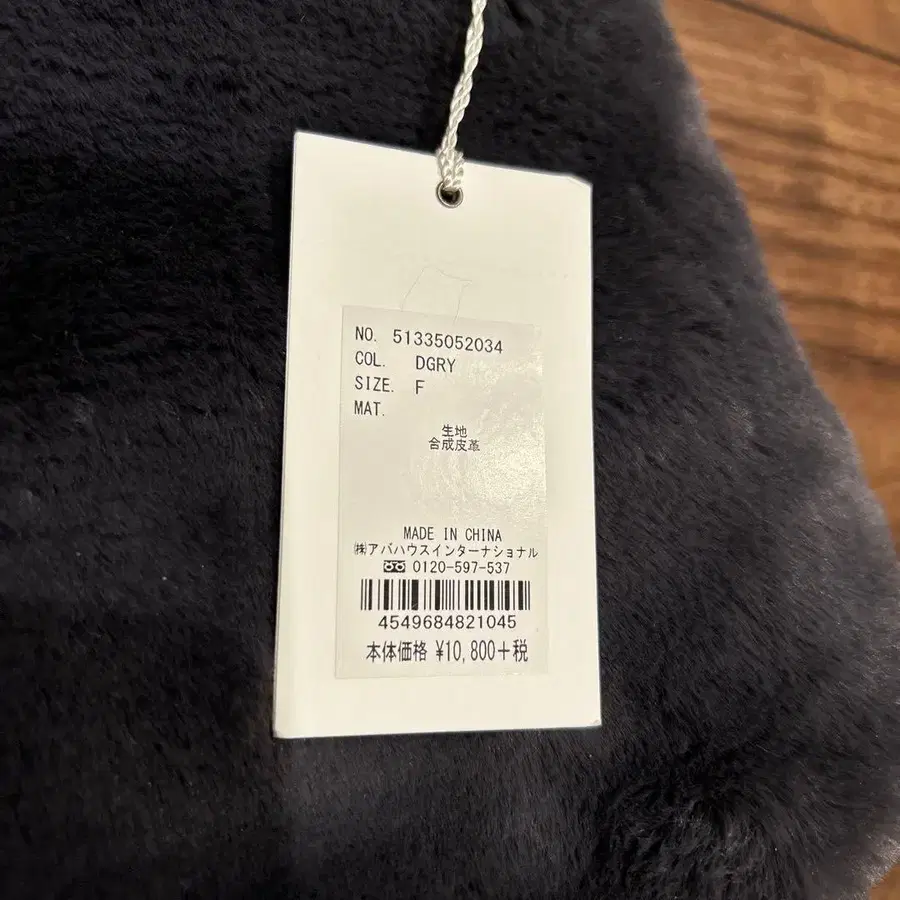 NO. 51335052034
COL. DGRY
SIZE. F
MAT.
生地
合成皮革
MADE IN CHINA
㈱アバハウスインターナショナル
0120-597-537
4549684821045
本体価格 ¥10,800+税